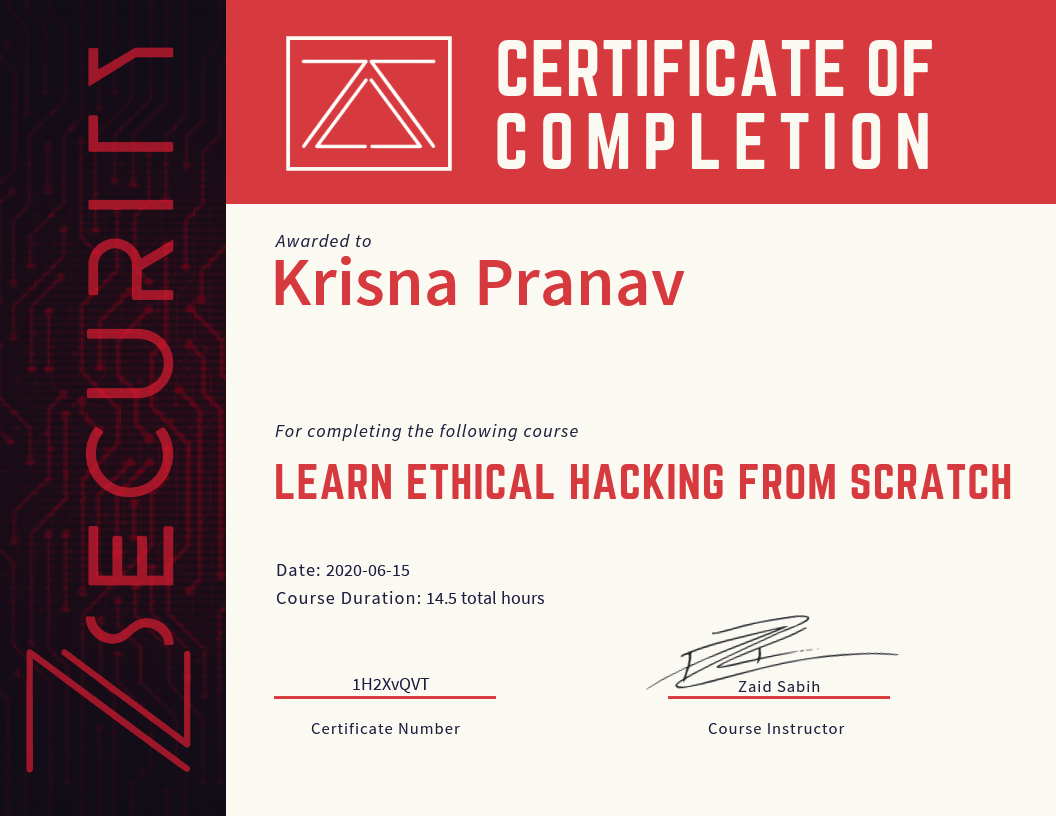 ZSECURITY
CERTIFICATE OF
COMPLETION
Awarded to
Krisna Pranav
For completing the following course
LEARN ETHICAL HACKING FROM SCRATCH
Date: 2020-06-15
Course Duration: 14.5 total hours
1H2XvQVT
Zaid Sabih
Certificate Number
Course Instructor